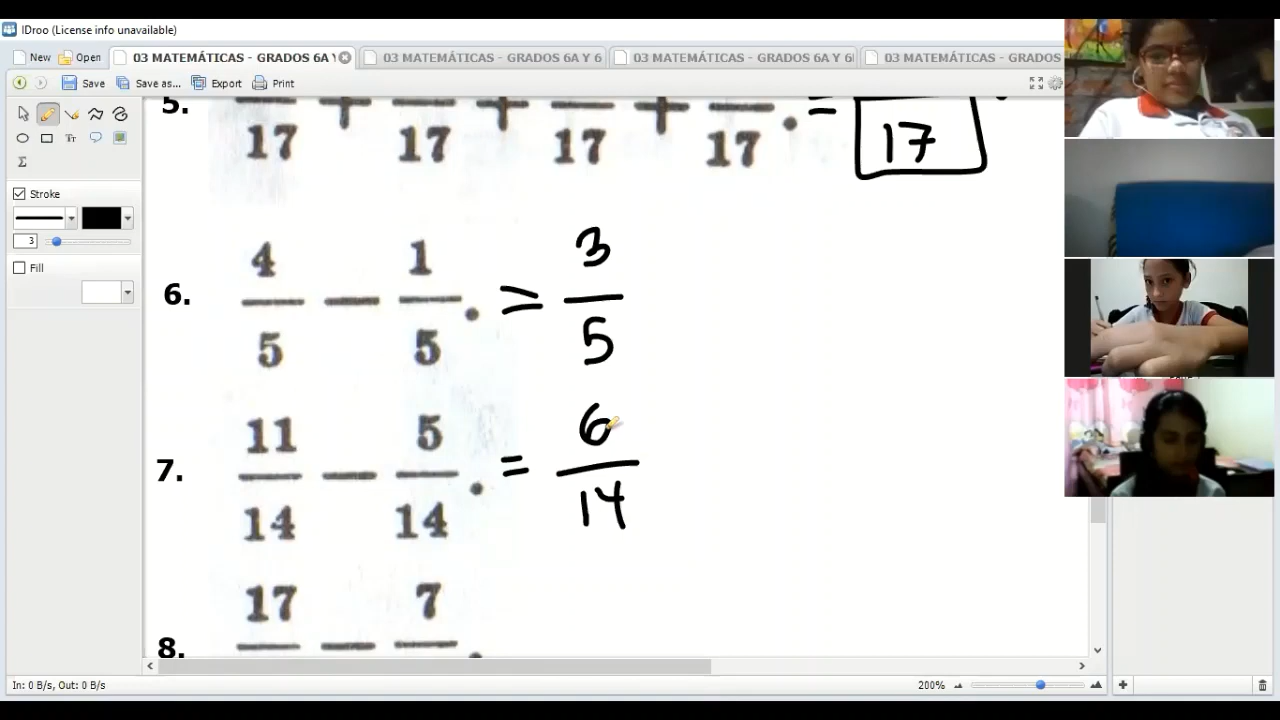 IDroo (License info unavailable)
New Open 03 MATEMÁTICAS - GRADOS 6A Y 03 MATEMÁTICAS - GRADOS 6A Y 6 03 MATEMÁTICAS - GRADOS 6A Y 6 03 MATEMÁTICAS - GRADOS
Save Save as... Export Print
Tr
Σ
Stroke
3
Fill
5. + + + . =
17 17 17 17 17
4 1 3
6. — — — . = —
5 5 5
11 5 6
7. — — — . = —
14 14 14
17 7
8. — — — .
In: 0 B/s, Out: 0 B/s 200%